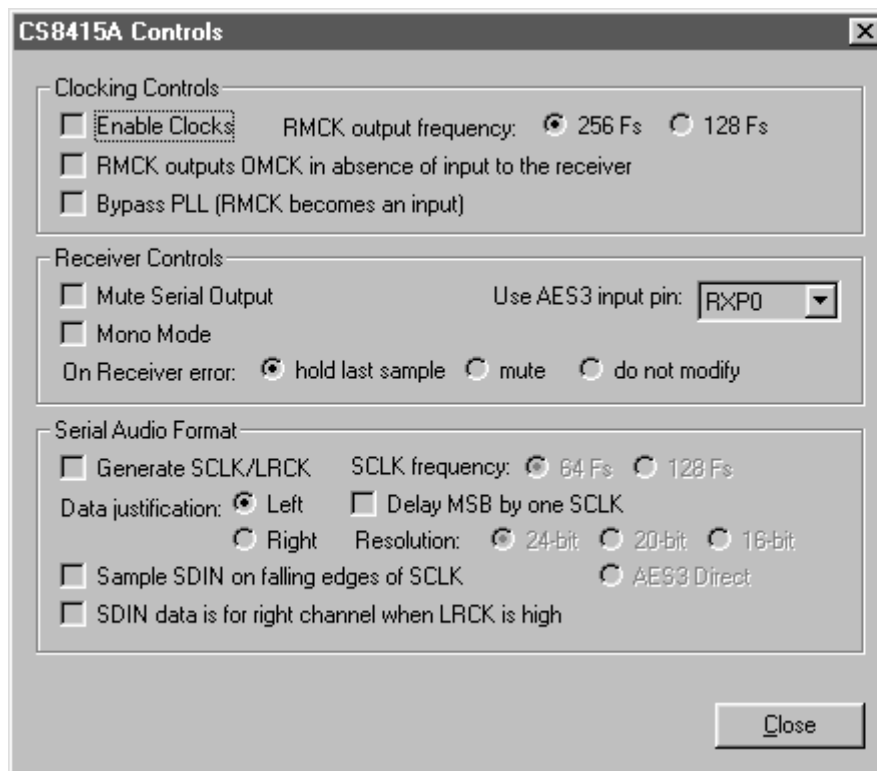 CS8415A Controls
Clocking Controls
Enable Clocks RMCK output frequency: 256 Fs 128 Fs
RMCK outputs OMCK in absence of input to the receiver
Bypass PLL (RMCK becomes an input)
Receiver Controls
Mute Serial Output Use AES3 input pin: RXP0
Mono Mode
On Receiver error: hold last sample mute do not modify
Serial Audio Format
Generate SCLK/LRCK SCLK frequency: 64 Fs 128 Fs
Data justification: Left Delay MSB by one SCLK
Right Resolution: 24-bit 20-bit 16-bit
Sample SDIN on falling edges of SCLK AES3 Direct
SDIN data is for right channel when LRCK is high
Close